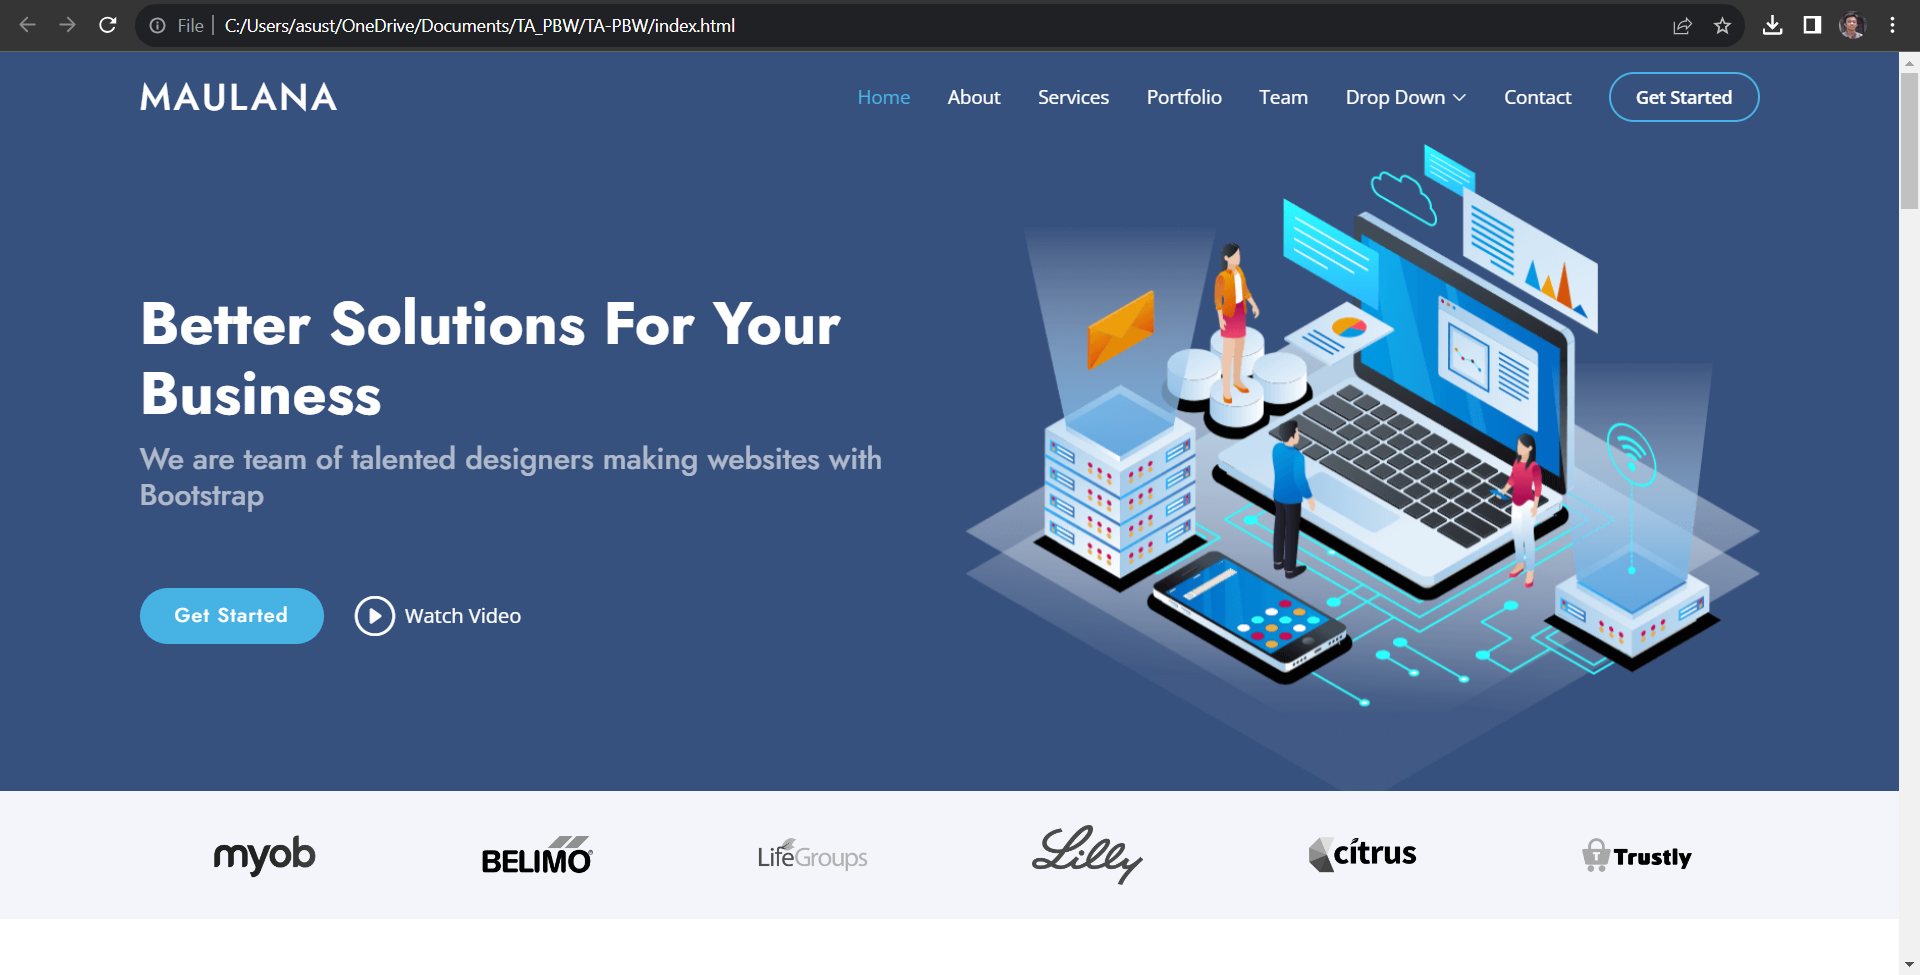 File
C:/Users/asust/OneDrive/Documents/TA_PBW/TA-PBW/index.html
MAULANA
Home
About
Services
Portfolio
Team
Drop Down
Contact
Get Started
Better Solutions For Your
Business
We are team of talented designers making websites with
Bootstrap
Get Started
Watch Video
myob
BELIMO®
LifeGroups
Lilly
citrus
T Trustly